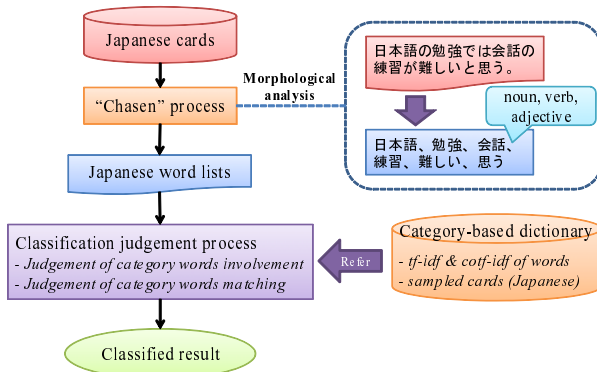 Japanese cards
“Chasen” process
Morphological
analysis
日本語の勉強では会話の
練習が難しいと思う。
noun, verb,
adjective
日本語、勉強、会話、
練習、難しい、思う
Japanese word lists
Classification judgement process
- Judgement of category words involvement
- Judgement of category words matching
Refer
Category-based dictionary
- tf-idf & cotf-idf of words
- sampled cards (Japanese)
Classified result